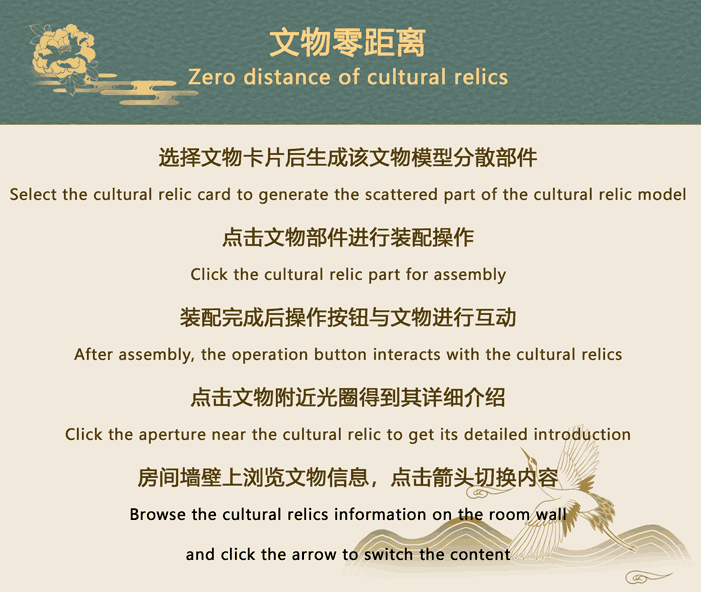 文物零距离
Zero distance of cultural relics
选择文物卡片后生成该文物模型分散部件
Select the cultural relic card to generate the scattered part of the cultural relic model
点击文物部件进行装配操作
Click the cultural relic part for assembly
装配完成后操作按钮与文物进行互动
After assembly, the operation button interacts with the cultural relics
点击文物附近光圈得到其详细介绍
Click the aperture near the cultural relic to get its detailed introduction
房间墙壁上浏览文物信息，点击箭头切换内容
Browse the cultural relics information on the room wall
and click the arrow to switch the content